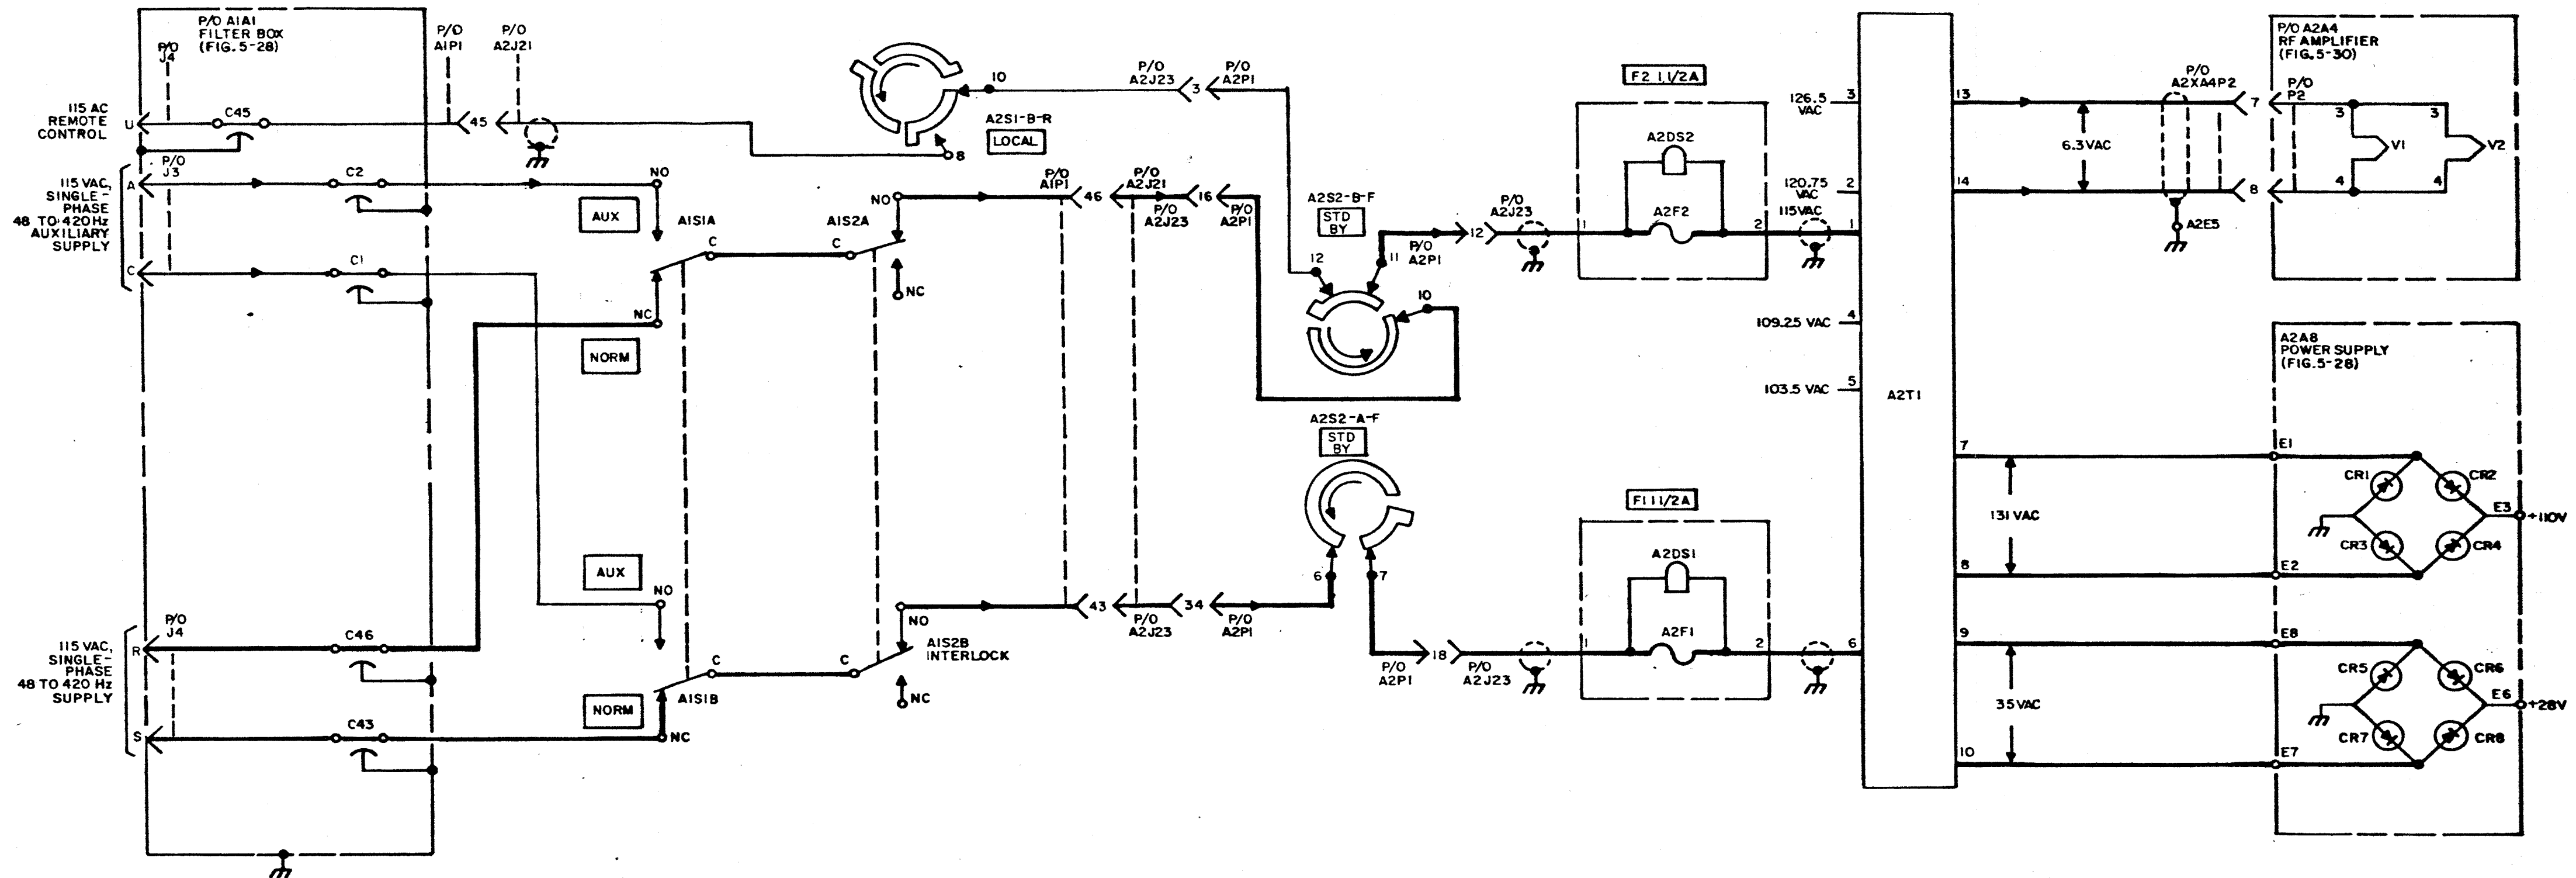 P/O A1A1
FILTER BOX
(FIG. 5-28)
P/O
J4
P/O
A1P1
P/O
A2J21
115 AC
REMOTE
CONTROL
U
C45
45
P/O
J3
115 VAC,
SINGLE-
PHASE
48 TO 420 Hz
AUXILIARY
SUPPLY
A
C2
C
C1
NO
AUX
A1S1A
C
NC
NORM
A1S2A
C
NO
NC
10
A2S1-B-R
LOCAL
8
P/O
A2J23
3
P/O
A2P1
P/O
A1P1
46
P/O
A2J21
P/O
A2J23
16
P/O
A2P1
A2S2-B-F
STD
BY
12
11
10
P/O
A2P1
12
P/O
A2J23
F2 1 1/2A
A2DS2
A2F2
1
2
115VAC
126.5
VAC
3
120.75
VAC
2
1
109.25 VAC
4
103.5 VAC
5
A2T1
13
14
6.3VAC
P/O
A2XA4P2
7
8
A2E5
P/O A2A4
RF AMPLIFIER
(FIG.5-30)
P/O
P2
3
3
V1
V2
4
4
A2A8
POWER SUPPLY
(FIG.5-28)
7
E1
CR1
CR2
131 VAC
E3
+110V
CR3
CR4
8
E2
9
E8
CR5
CR6
35VAC
E6
+28V
CR7
CR8
10
E7
A2S2-A-F
STD
BY
6
7
F1 1 1/2A
A2DS1
A2F1
1
2
6
P/O
A2P1
18
P/O
A2J23
AUX
NO
C
A1S1B
NORM
NC
C
NO
A1S2B
INTERLOCK
NC
43
P/O
A2J23
34
P/O
A2P1
P/O
J4
115 VAC,
SINGLE-
PHASE
48 TO 420 Hz
SUPPLY
R
C46
S
C43